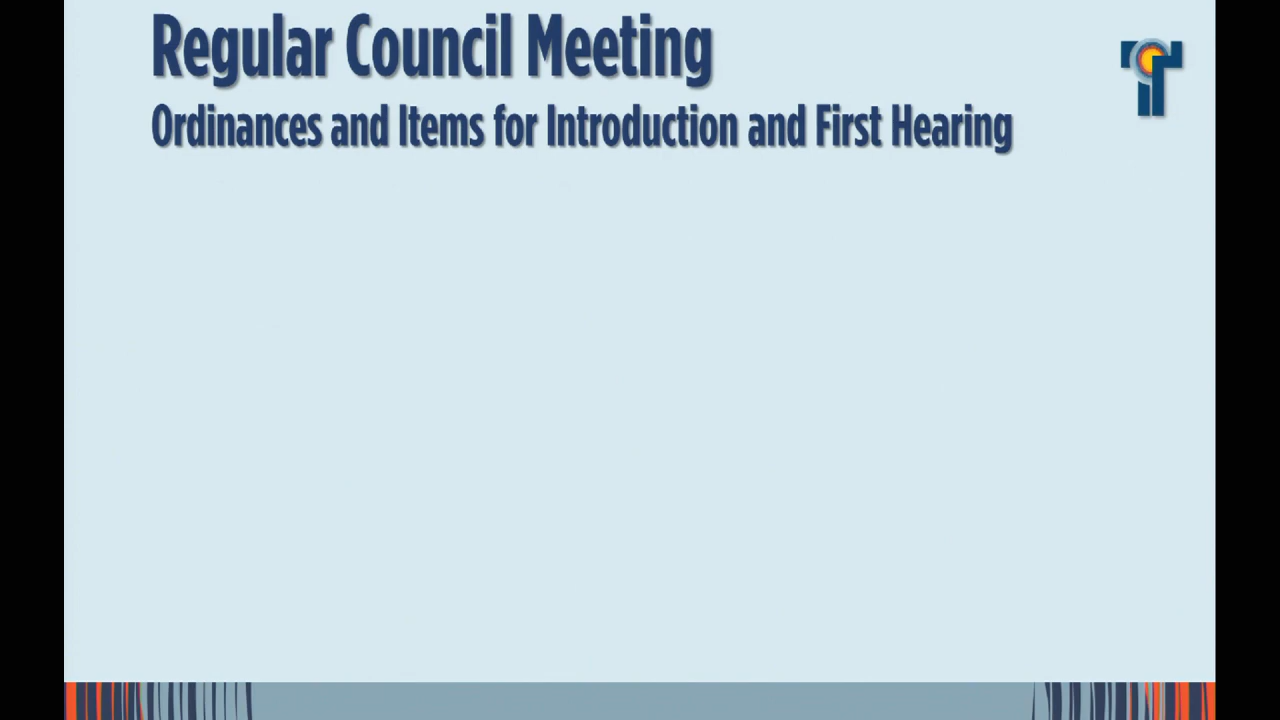 Regular Council Meeting
Ordinances and Items for Introduction and First Hearing